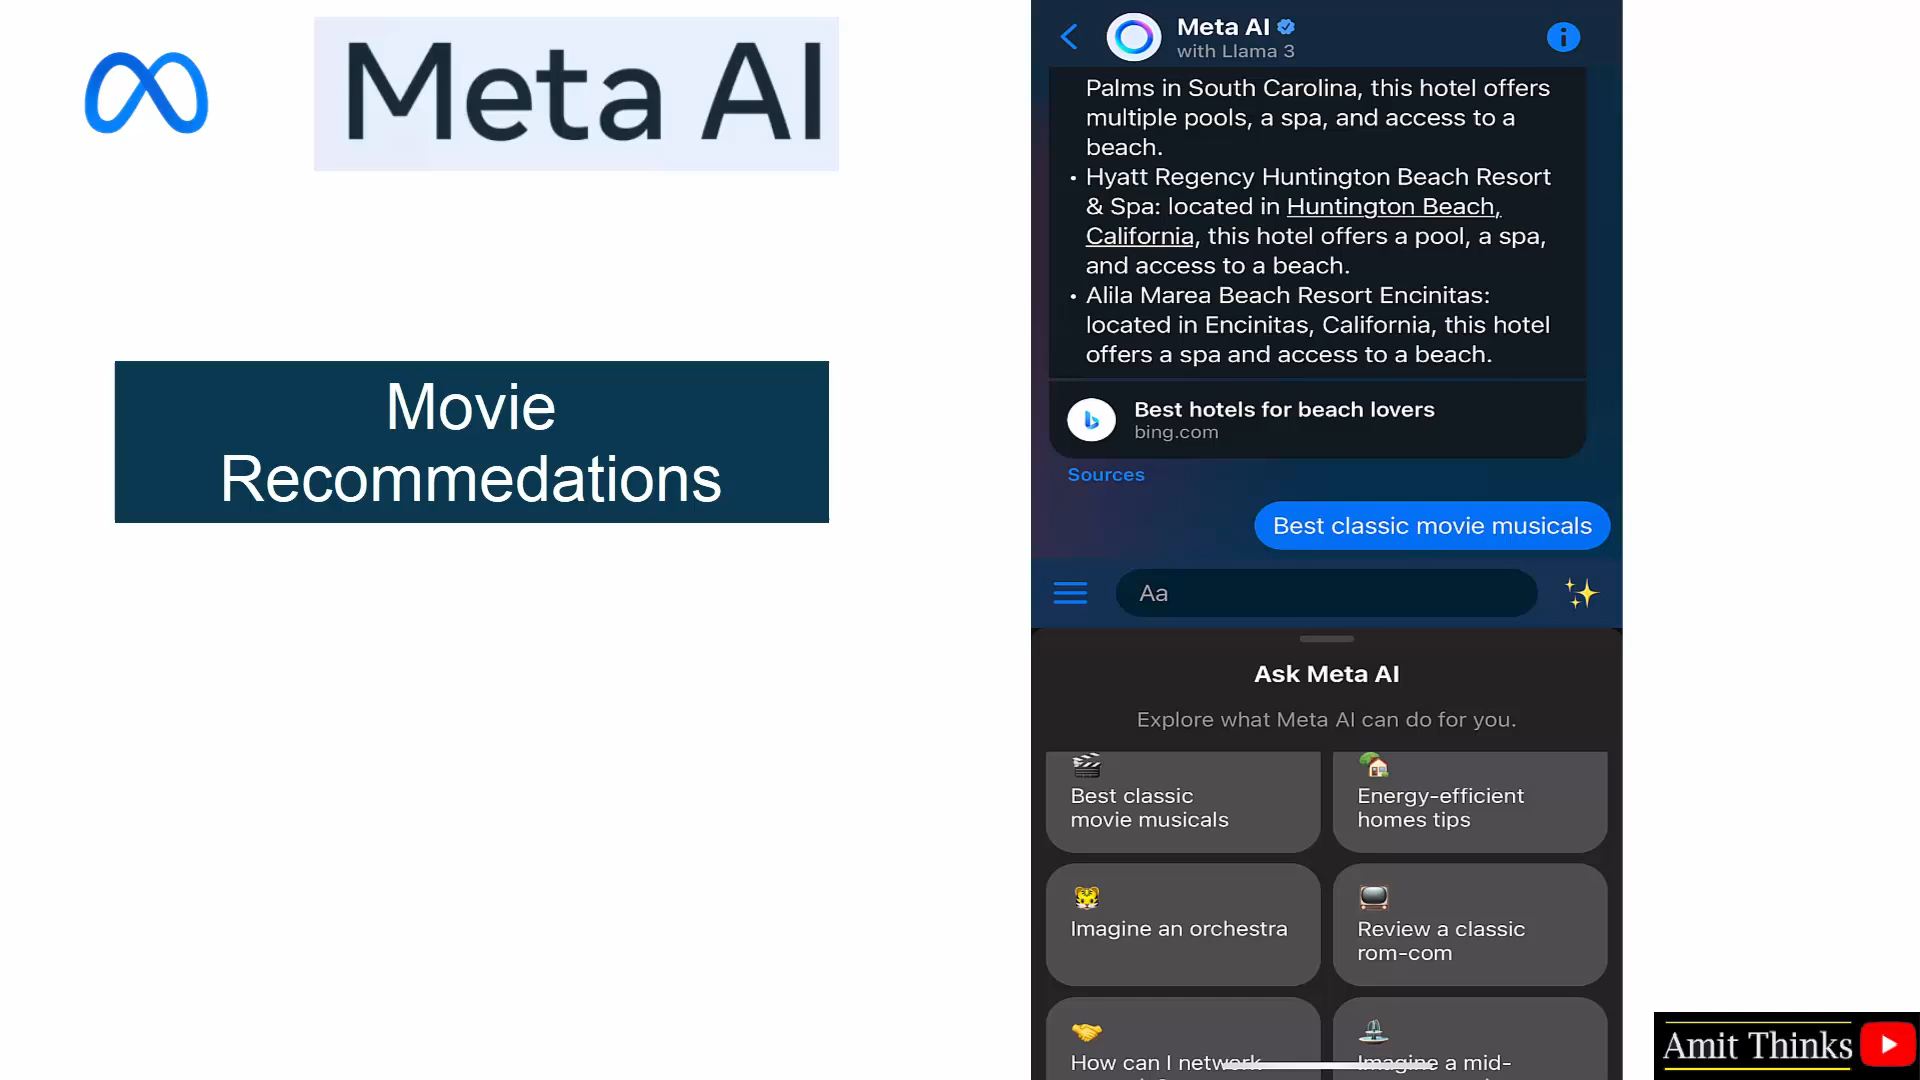 Meta AI
Movie
Recommedations
Meta AI
with Llama 3
Palms in South Carolina, this hotel offers
multiple pools, a spa, and access to a
beach.
• Hyatt Regency Huntington Beach Resort
& Spa: located in Huntington Beach,
California, this hotel offers a pool, a spa,
and access to a beach.
• Alila Marea Beach Resort Encinitas:
located in Encinitas, California, this hotel
offers a spa and access to a beach.
Best hotels for beach lovers
bing.com
Sources
Best classic movie musicals
Aa
Ask Meta AI
Explore what Meta AI can do for you.
Best classic
movie musicals
Energy-efficient
homes tips
Imagine an orchestra
Review a classic
rom-com
How can I network
Imagine a mid-
Amit Thinks